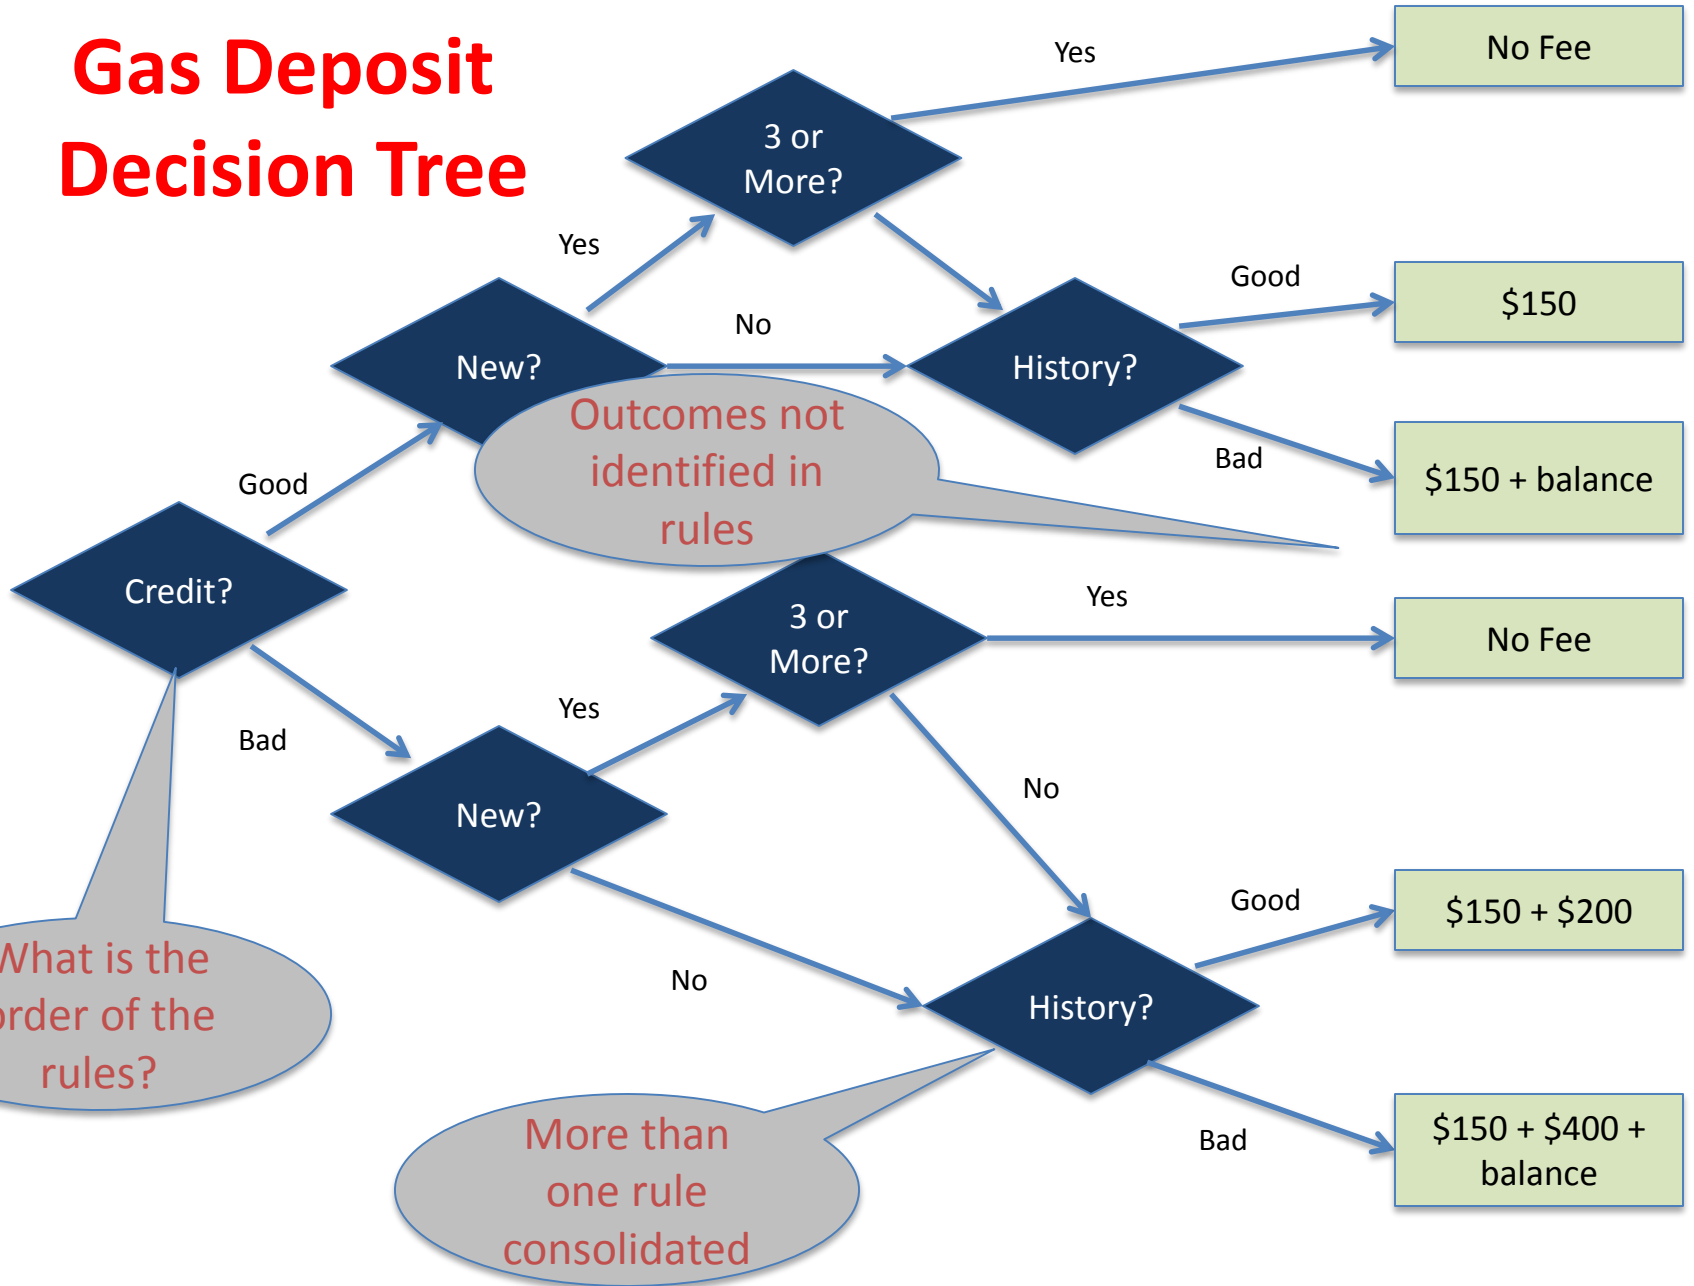 Gas Deposit
Decision Tree
Yes
No Fee
3 or
More?
Yes
Good
$150
No
New?
History?
Outcomes not
identified in
rules
Bad
$150 + balance
Good
Credit?
3 or
More?
Yes
No Fee
Bad
Yes
New?
No
Good
$150 + $200
What is the
order of the
rules?
No
History?
More than
one rule
consolidated
Bad
$150 + $400 +
balance